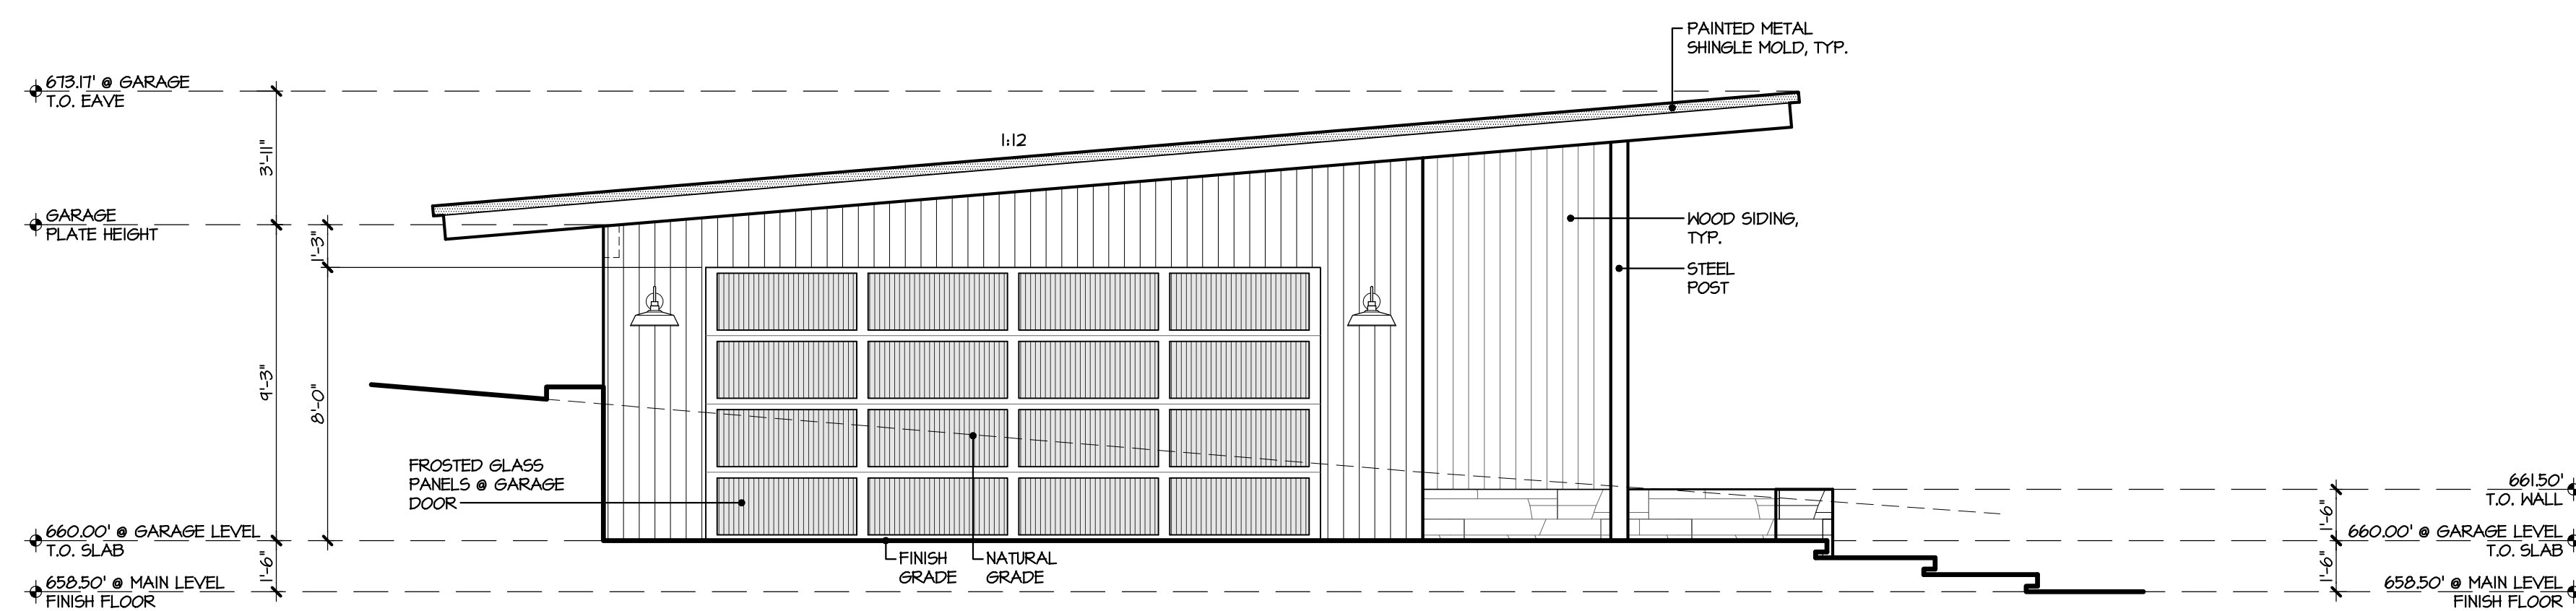 PAINTED METAL
SHINGLE MOLD, TYP.
673.17' @ GARAGE
T.O. EAVE
1:12
3'-11"
GARAGE
PLATE HEIGHT
1'-3"
WOOD SIDING,
TYP.
STEEL
POST
9'-3"
8'-0"
FROSTED GLASS
PANELS @ GARAGE
DOOR
660.00' @ GARAGE LEVEL
T.O. SLAB
1'-6"
658.50' @ MAIN LEVEL
FINISH FLOOR
FINISH
GRADE
NATURAL
GRADE
661.50'
T.O. WALL
1'-6"
660.00' @ GARAGE LEVEL
T.O. SLAB
1'-6"
658.50' @ MAIN LEVEL
FINISH FLOOR